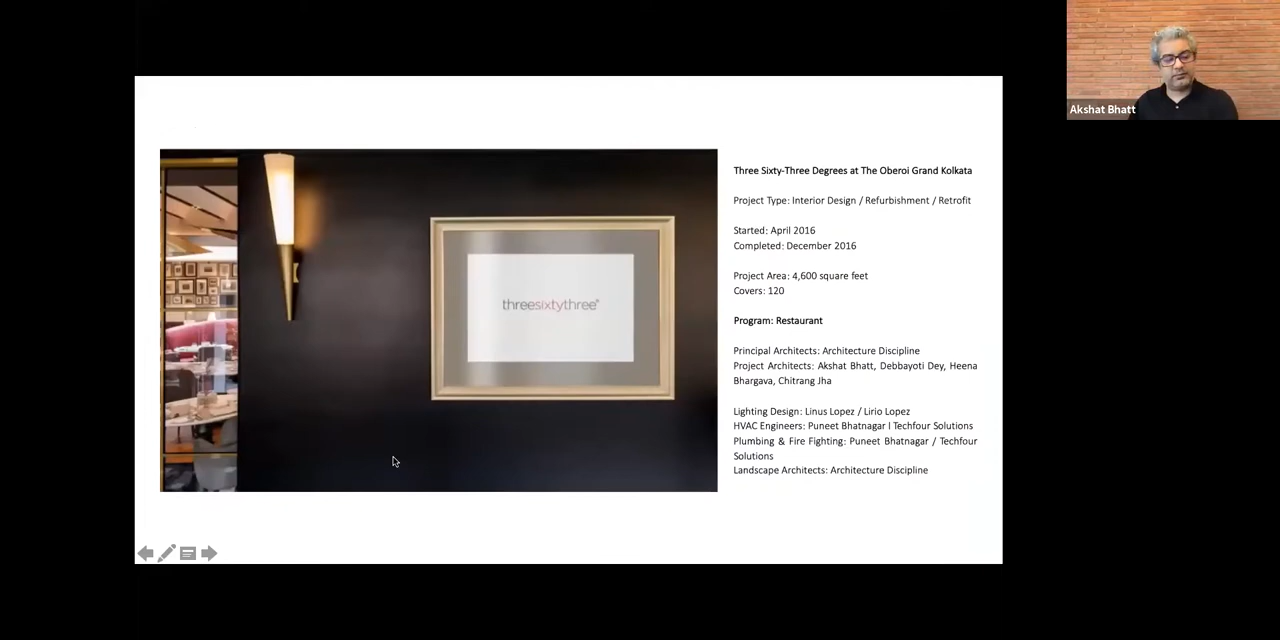 Akshat Bhatt
threesixtythree°
Three Sixty-Three Degrees at The Oberoi Grand Kolkata
Project Type: Interior Design / Refurbishment / Retrofit
Started: April 2016
Completed: December 2016
Project Area: 4,600 square feet
Covers: 120
Program: Restaurant
Principal Architects: Architecture Discipline
Project Architects: Akshat Bhatt, Debbayoti Dey, Heena
Bhargava, Chitrang Jha
Lighting Design: Linus Lopez / Lirio Lopez
HVAC Engineers: Puneet Bhatnagar l Techfour Solutions
Plumbing & Fire Fighting: Puneet Bhatnagar / Techfour
Solutions
Landscape Architects: Architecture Discipline